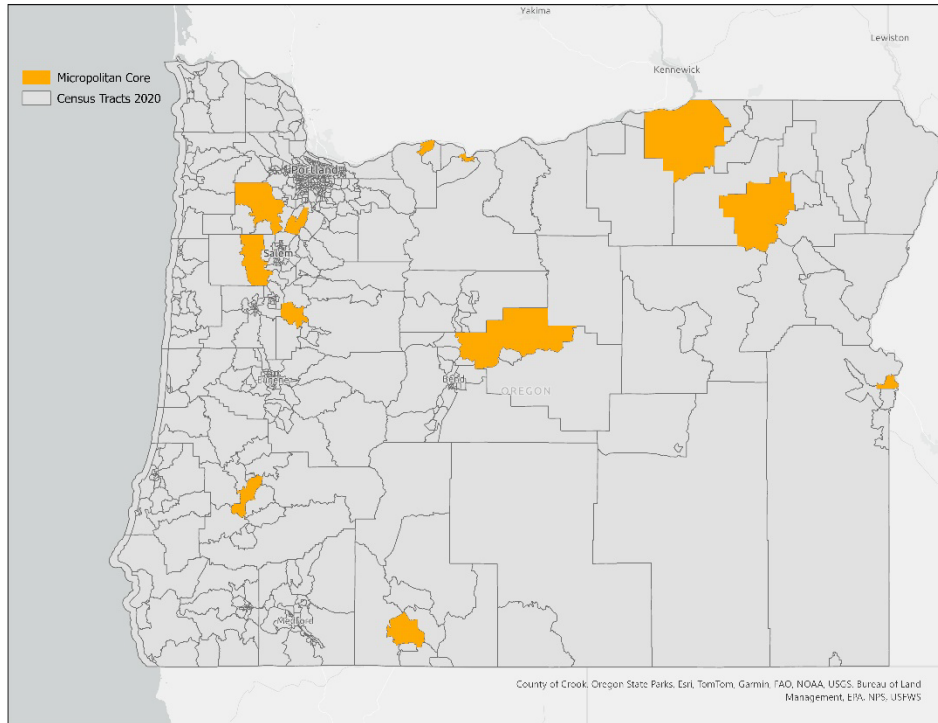 Yakima
Lewiston
Kennewick
Micropolitan Core
Census Tracts 2020
Portland
Salem
Eugene
Bend
OREGON
Medford
County of Crook, Oregon State Parks, Esri, TomTom, Garmin, FAO, NOAA, USGS, Bureau of Land
Management, EPA, NPS, USFWS